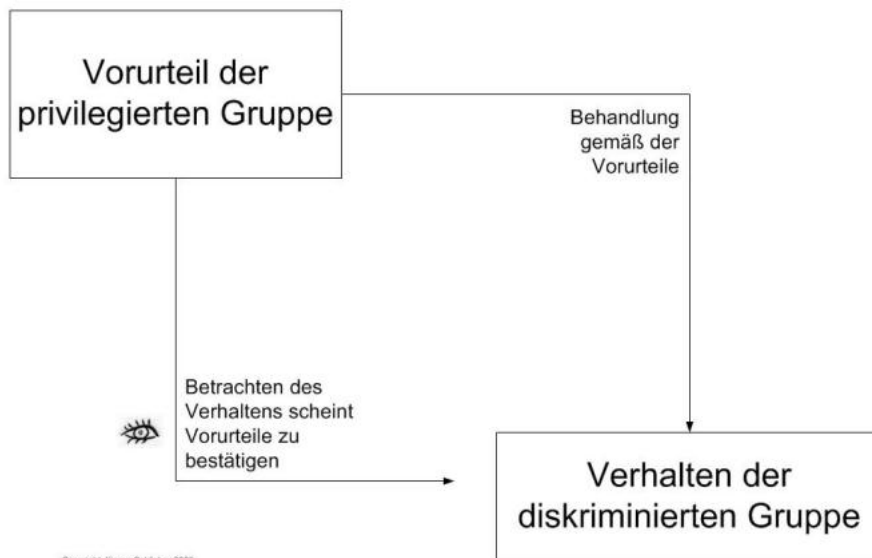 Vorurteil der
privilegierten Gruppe
Behandlung
gemäß der
Vorurteile
Betrachten des
Verhaltens scheint
Vorurteile zu
bestätigen
Verhalten der
diskriminierten Gruppe